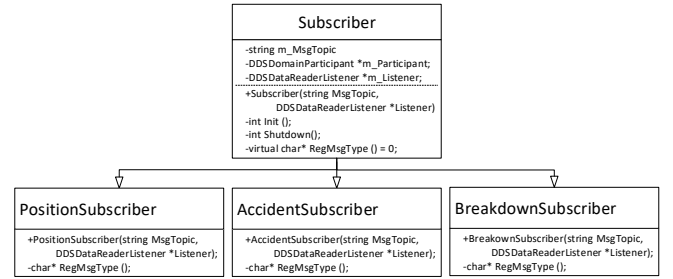 Subscriber
-string m_MsgTopic
-DDSDomainParticipant *m_Participant;
-DDSDataReaderListener *m_Listener;
+Subscriber(string MsgTopic,
DDSDataReaderListener *Listener)
-int Init ();
-int Shutdown();
-virtual char* RegMsgType () = 0;
PositionSubscriber
+PositionSubscriber(string MsgTopic,
DDSDataReaderListener *Listener);
-char* RegMsgType ();
AccidentSubscriber
+AccidentSubscriber(string MsgTopic,
DDSDataReaderListener *Listener);
-char* RegMsgType ();
BreakdownSubscriber
+BreakownSubscriber(string MsgTopic,
DDSDataReaderListener *Listener);
-char* RegMsgType ();